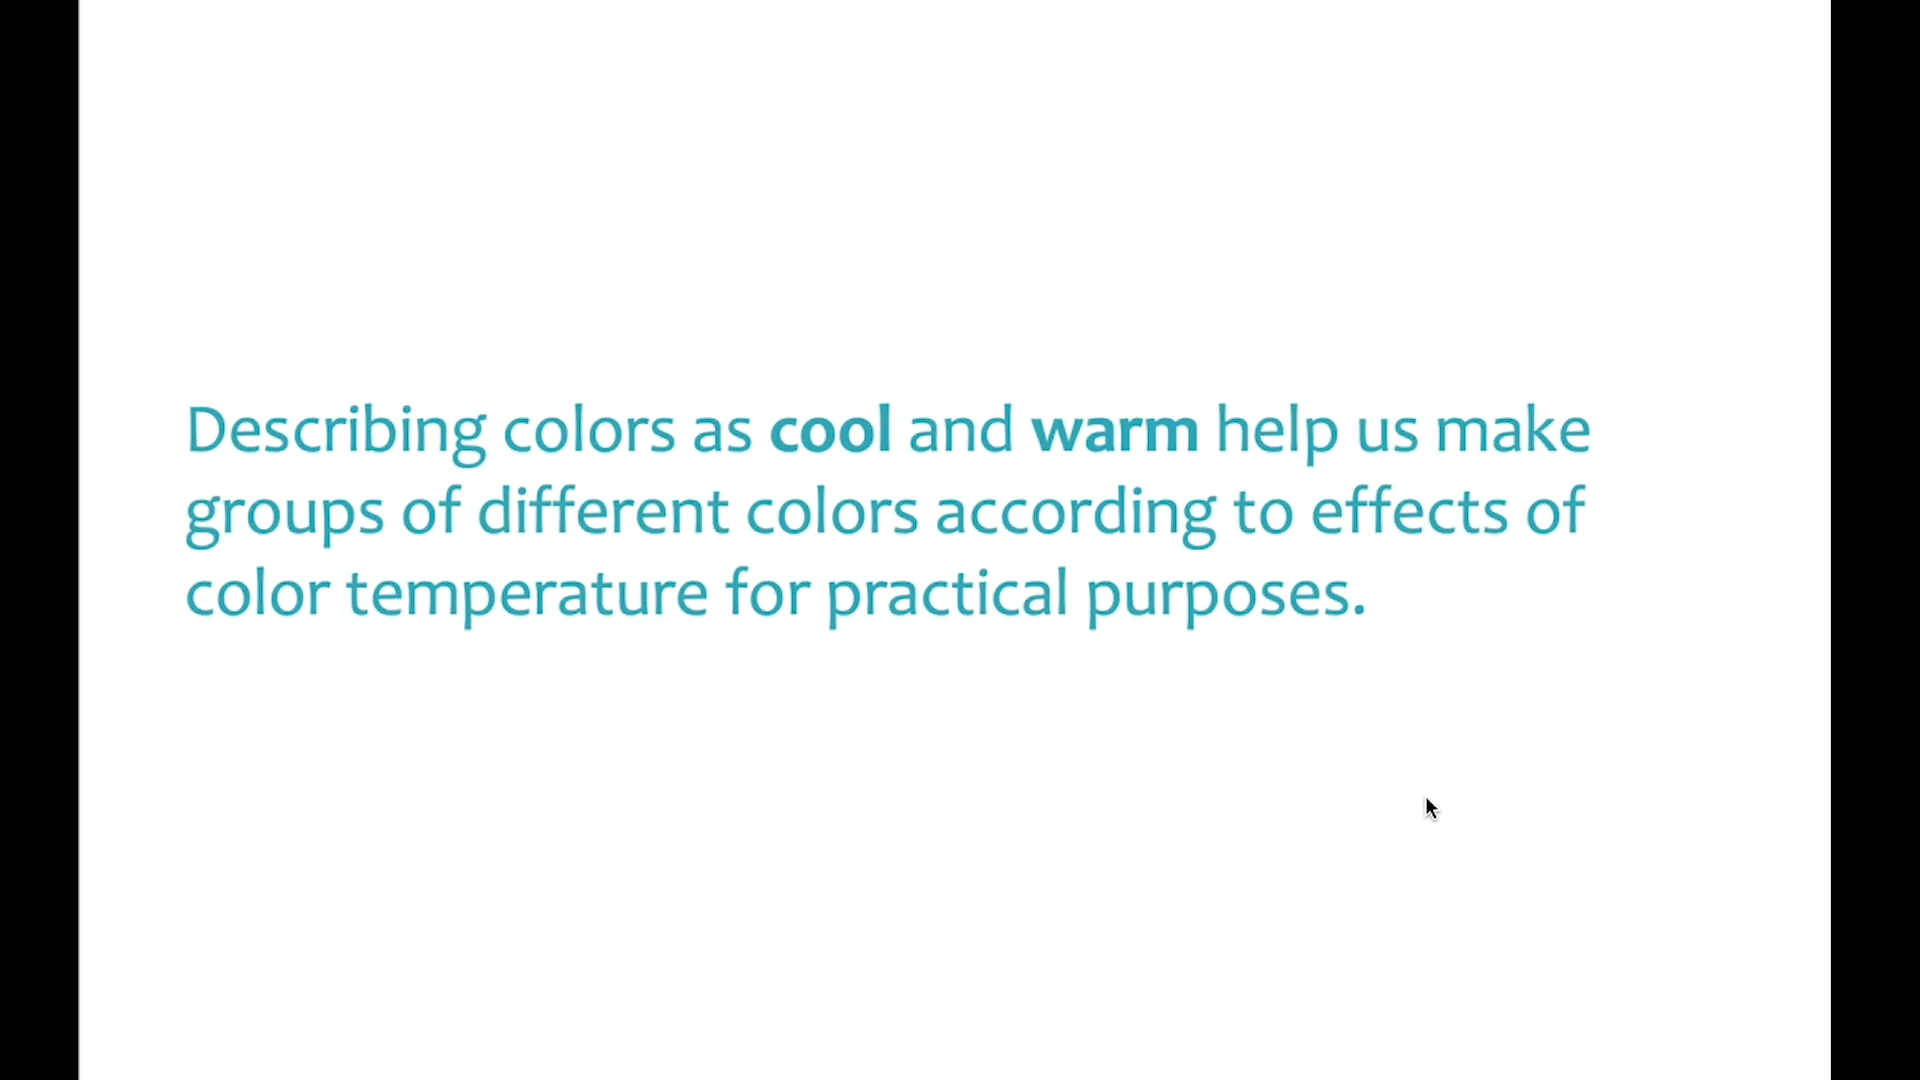 Describing colors as cool and warm help us make
groups of different colors according to effects of
color temperature for practical purposes.